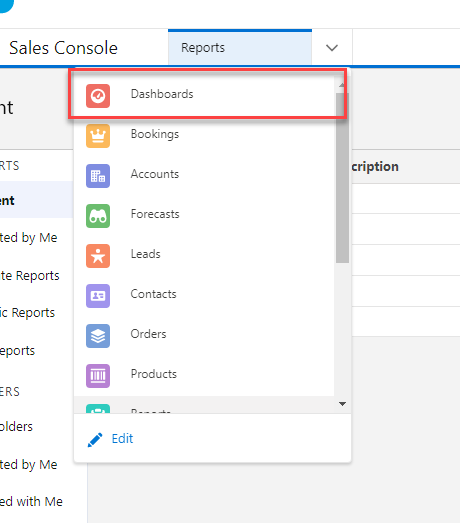 Sales Console
Reports
nt
Dashboards
Bookings
Accounts
Forecasts
Leads
Contacts
Orders
Products
Reports
Edit
cription
RTS
ent
ted by Me
te Reports
ic Reports
eports
ERS
olders
ted by Me
ed with Me